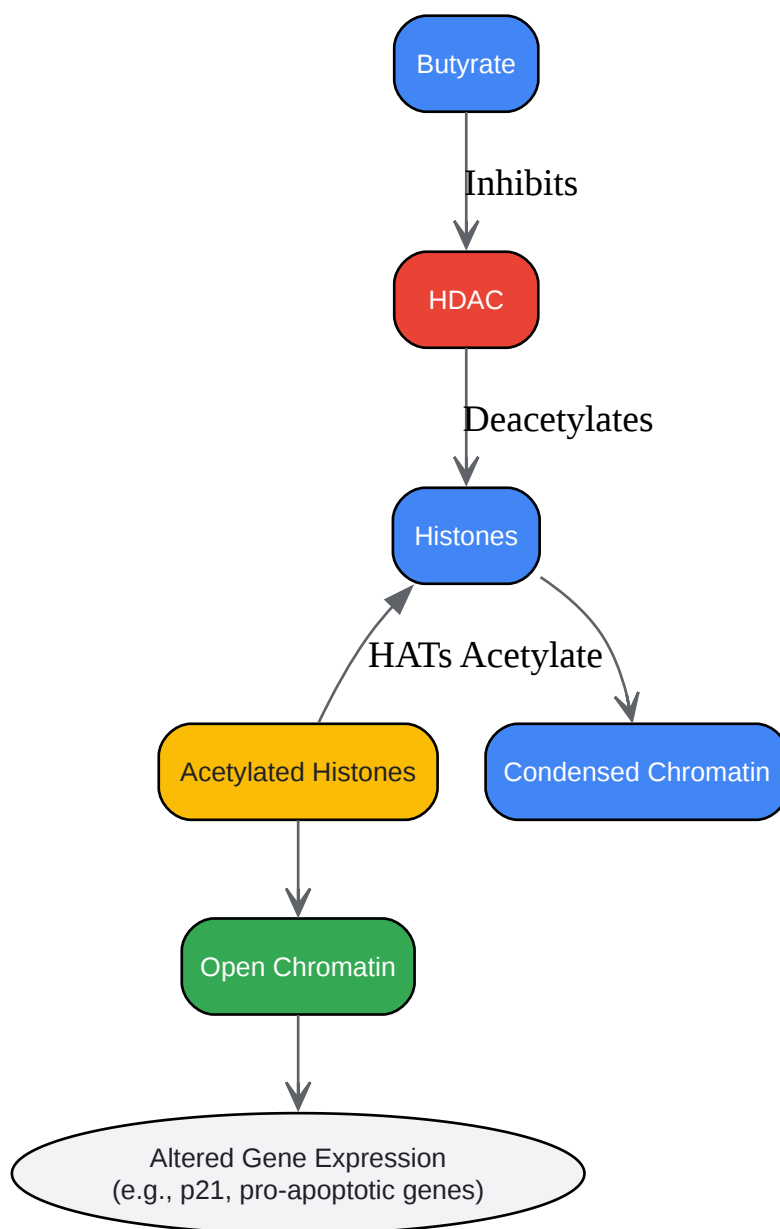 Butyrate
Inhibits
HDAC
Deacetylates
Histones
HATs Acetylate
Acetylated Histones
Condensed Chromatin
Open Chromatin
Altered Gene Expression
(e.g., p21, pro-apoptotic genes)